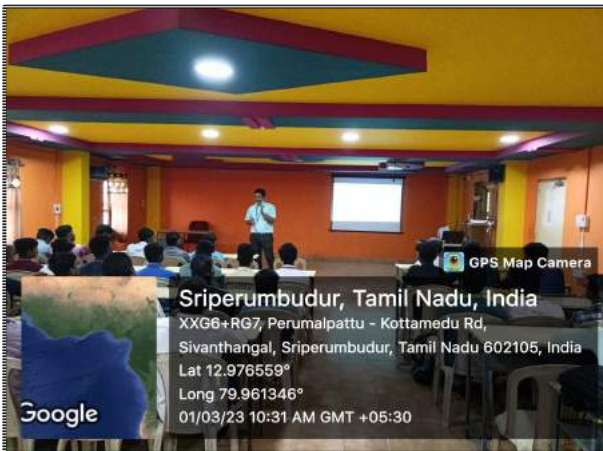 GPS Map Camera
Sriperumbudur, Tamil Nadu, India
XXG6+RG7, Perumalpattu - Kottamedu Rd,
Sivanthangal, Sriperumbudur, Tamil Nadu 602105, India
Lat 12.976559°
Long 79.961346°
01/03/23 10:31 AM GMT +05:30
Google